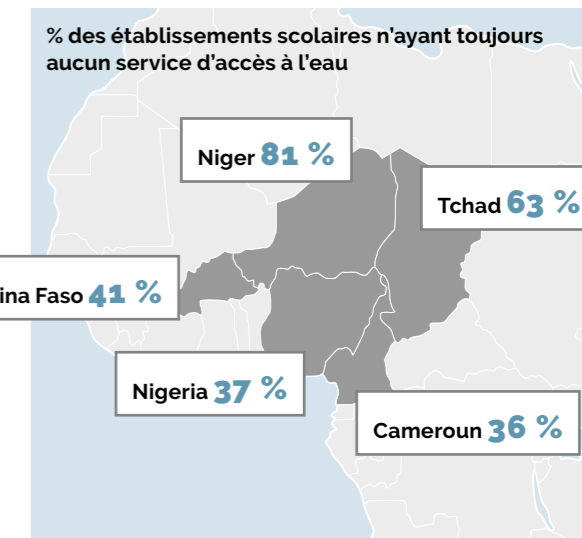 % des établissements scolaires n'ayant toujours
aucun service d'accès à l'eau
Niger 81 %
Tchad 63 %
ina Faso 41 %
Nigeria 37 %
Cameroun 36 %